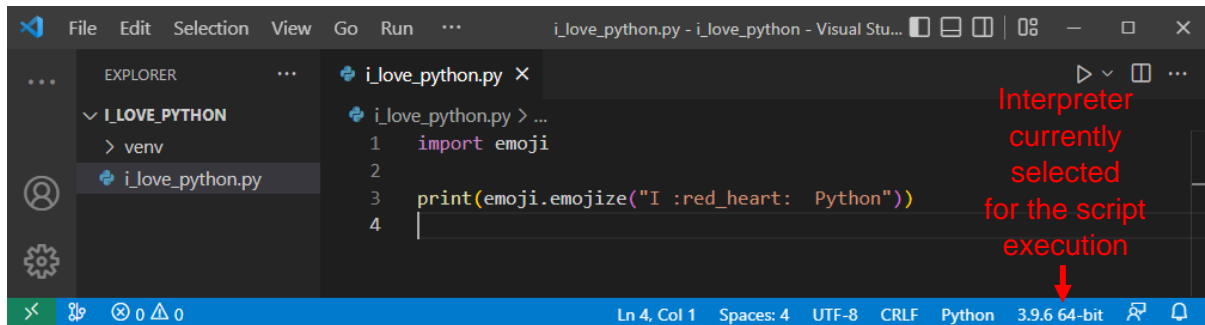 File Edit Selection View Go Run ··· i_love_python.py - i_love_python - Visual Stu...
EXPLORER ···
I_LOVE_PYTHON
> venv
i_love_python.py
i_love_python.py ×
i_love_python.py > ...
1 import emoji
2
3 print(emoji.emojize("I :red_heart:  Python"))
4
Interpreter
currently
selected
for the script
execution
0 0 Ln 4, Col 1 Spaces: 4 UTF-8 CRLF Python 3.9.6 64-bit